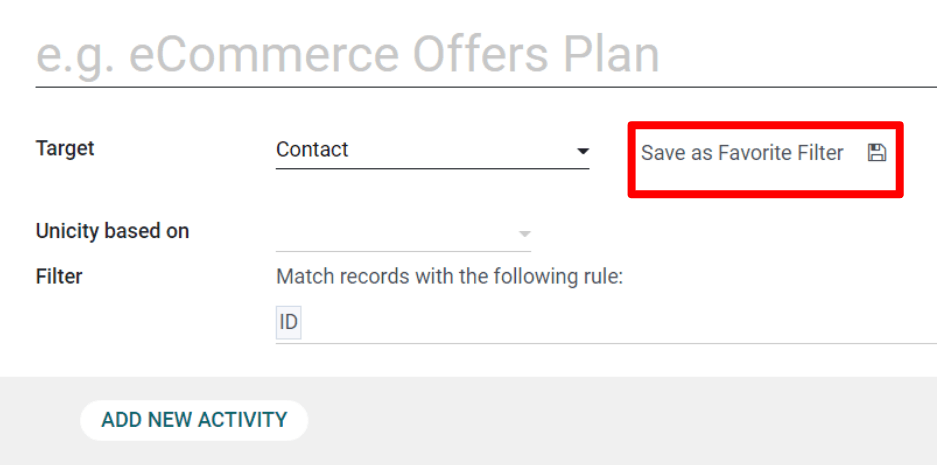 e.g. eCommerce Offers Plan
Target
Contact
Save as Favorite Filter
Unicity based on
Filter
Match records with the following rule:
ID
ADD NEW ACTIVITY